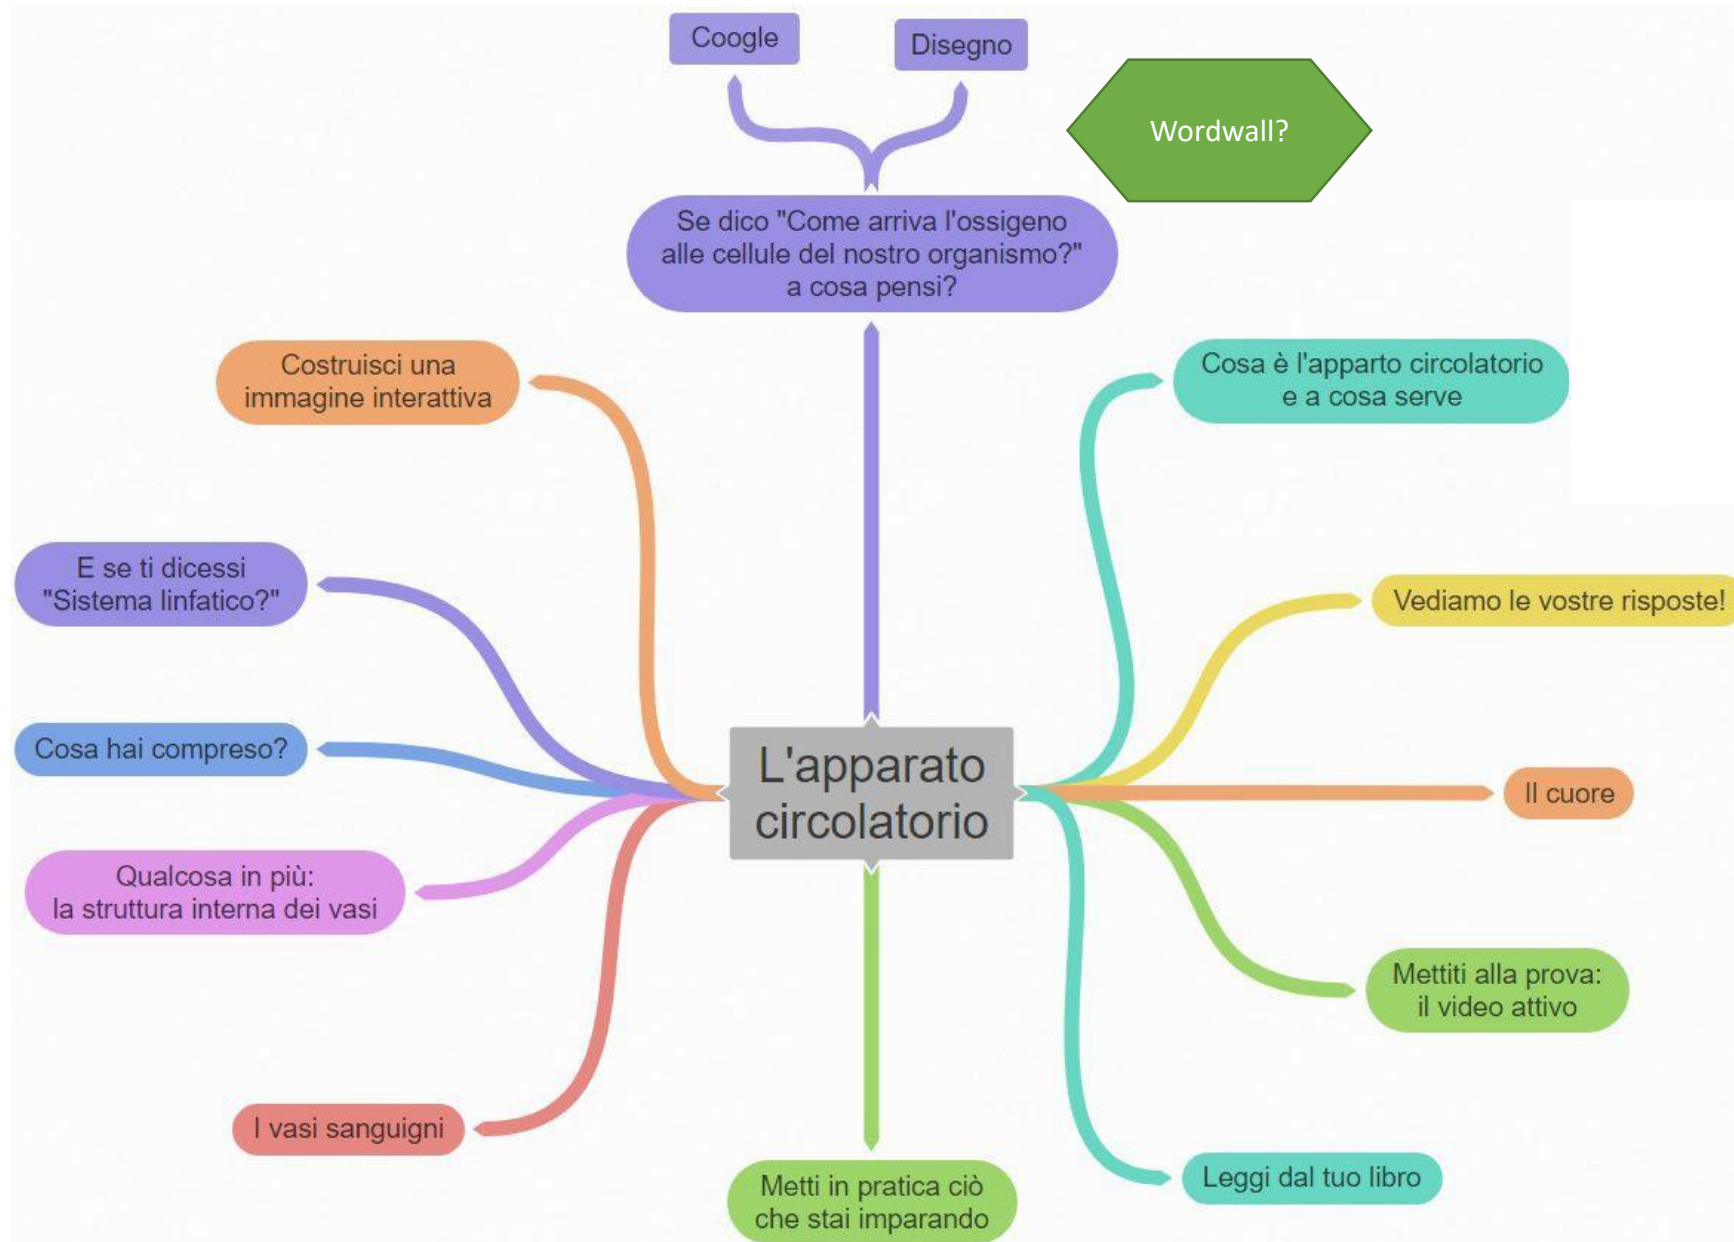 Coogle
Disegno
Wordwall?
Se dico "Come arriva l'ossigeno
alle cellule del nostro organismo?"
a cosa pensi?
Cosa è l'apparto circolatorio
e a cosa serve
Vediamo le vostre risposte!
Il cuore
Mettiti alla prova:
il video attivo
Leggi dal tuo libro
Metti in pratica ciò
che stai imparando
I vasi sanguigni
Qualcosa in più:
la struttura interna dei vasi
Cosa hai compreso?
E se ti dicessi
"Sistema linfatico?"
Costruisci una
immagine interattiva
L'apparato
circolatorio